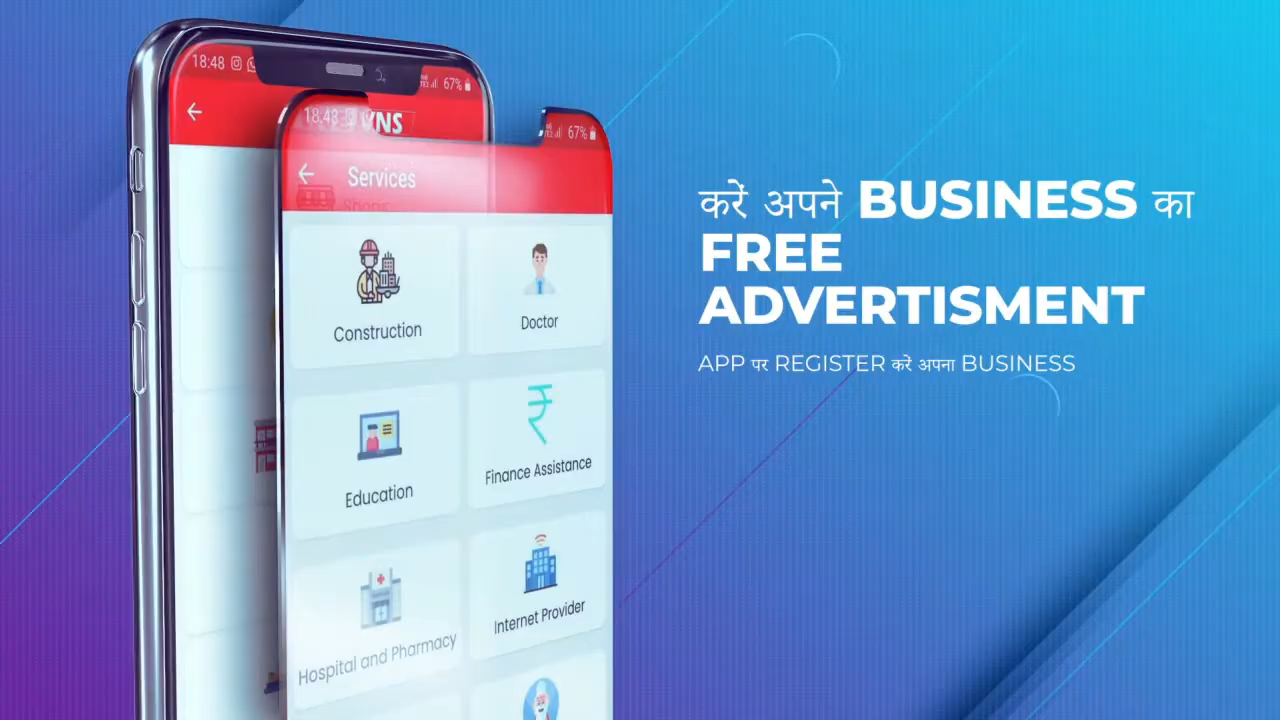 18:48
67%
VNS
18:48
67%
Services
Shops
Construction
Doctor
Education
Finance Assistance
Hospital and Pharmacy
Internet Provider
करें अपने BUSINESS का
FREE
ADVERTISMENT
APP पर REGISTER करें अपना BUSINESS